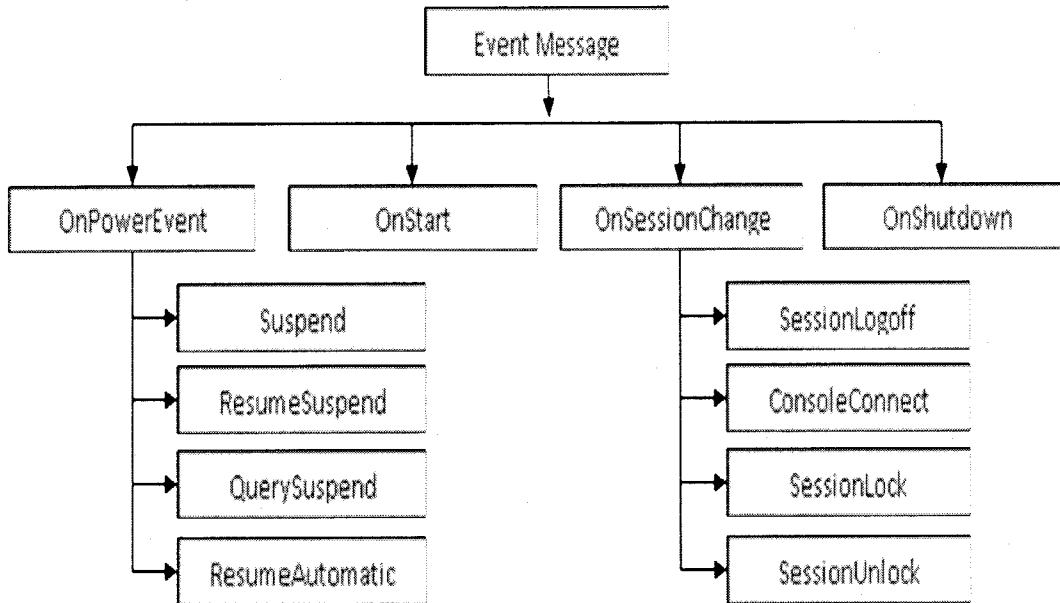 Event Message
OnPowerEvent
OnStart
OnSessionChange
OnShutdown
Suspend
ResumeSuspend
QuerySuspend
ResumeAutomatic
SessionLogoff
ConsoleConnect
SessionLock
SessionUnlock